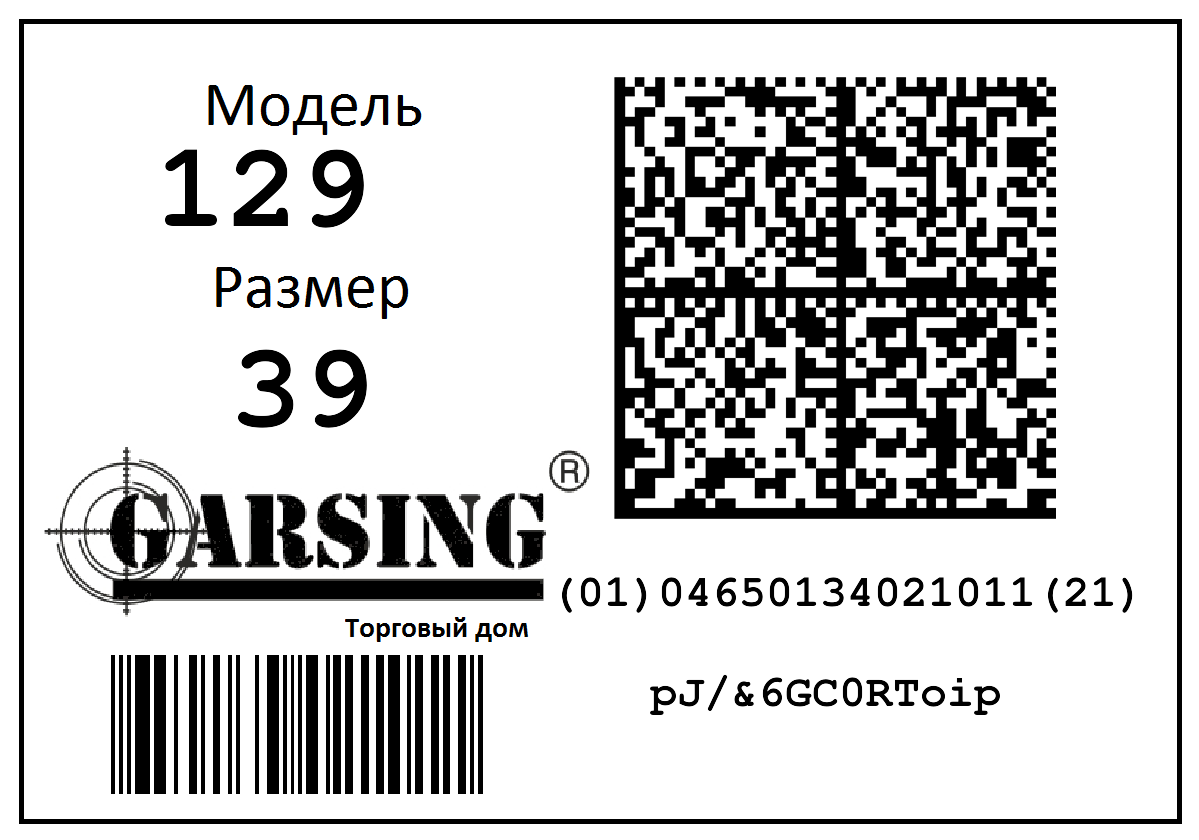 Модель
129
Размер
39
GARSING®
Торговый дом
(01)04650134021011(21)
pJ/&6GC0RToip